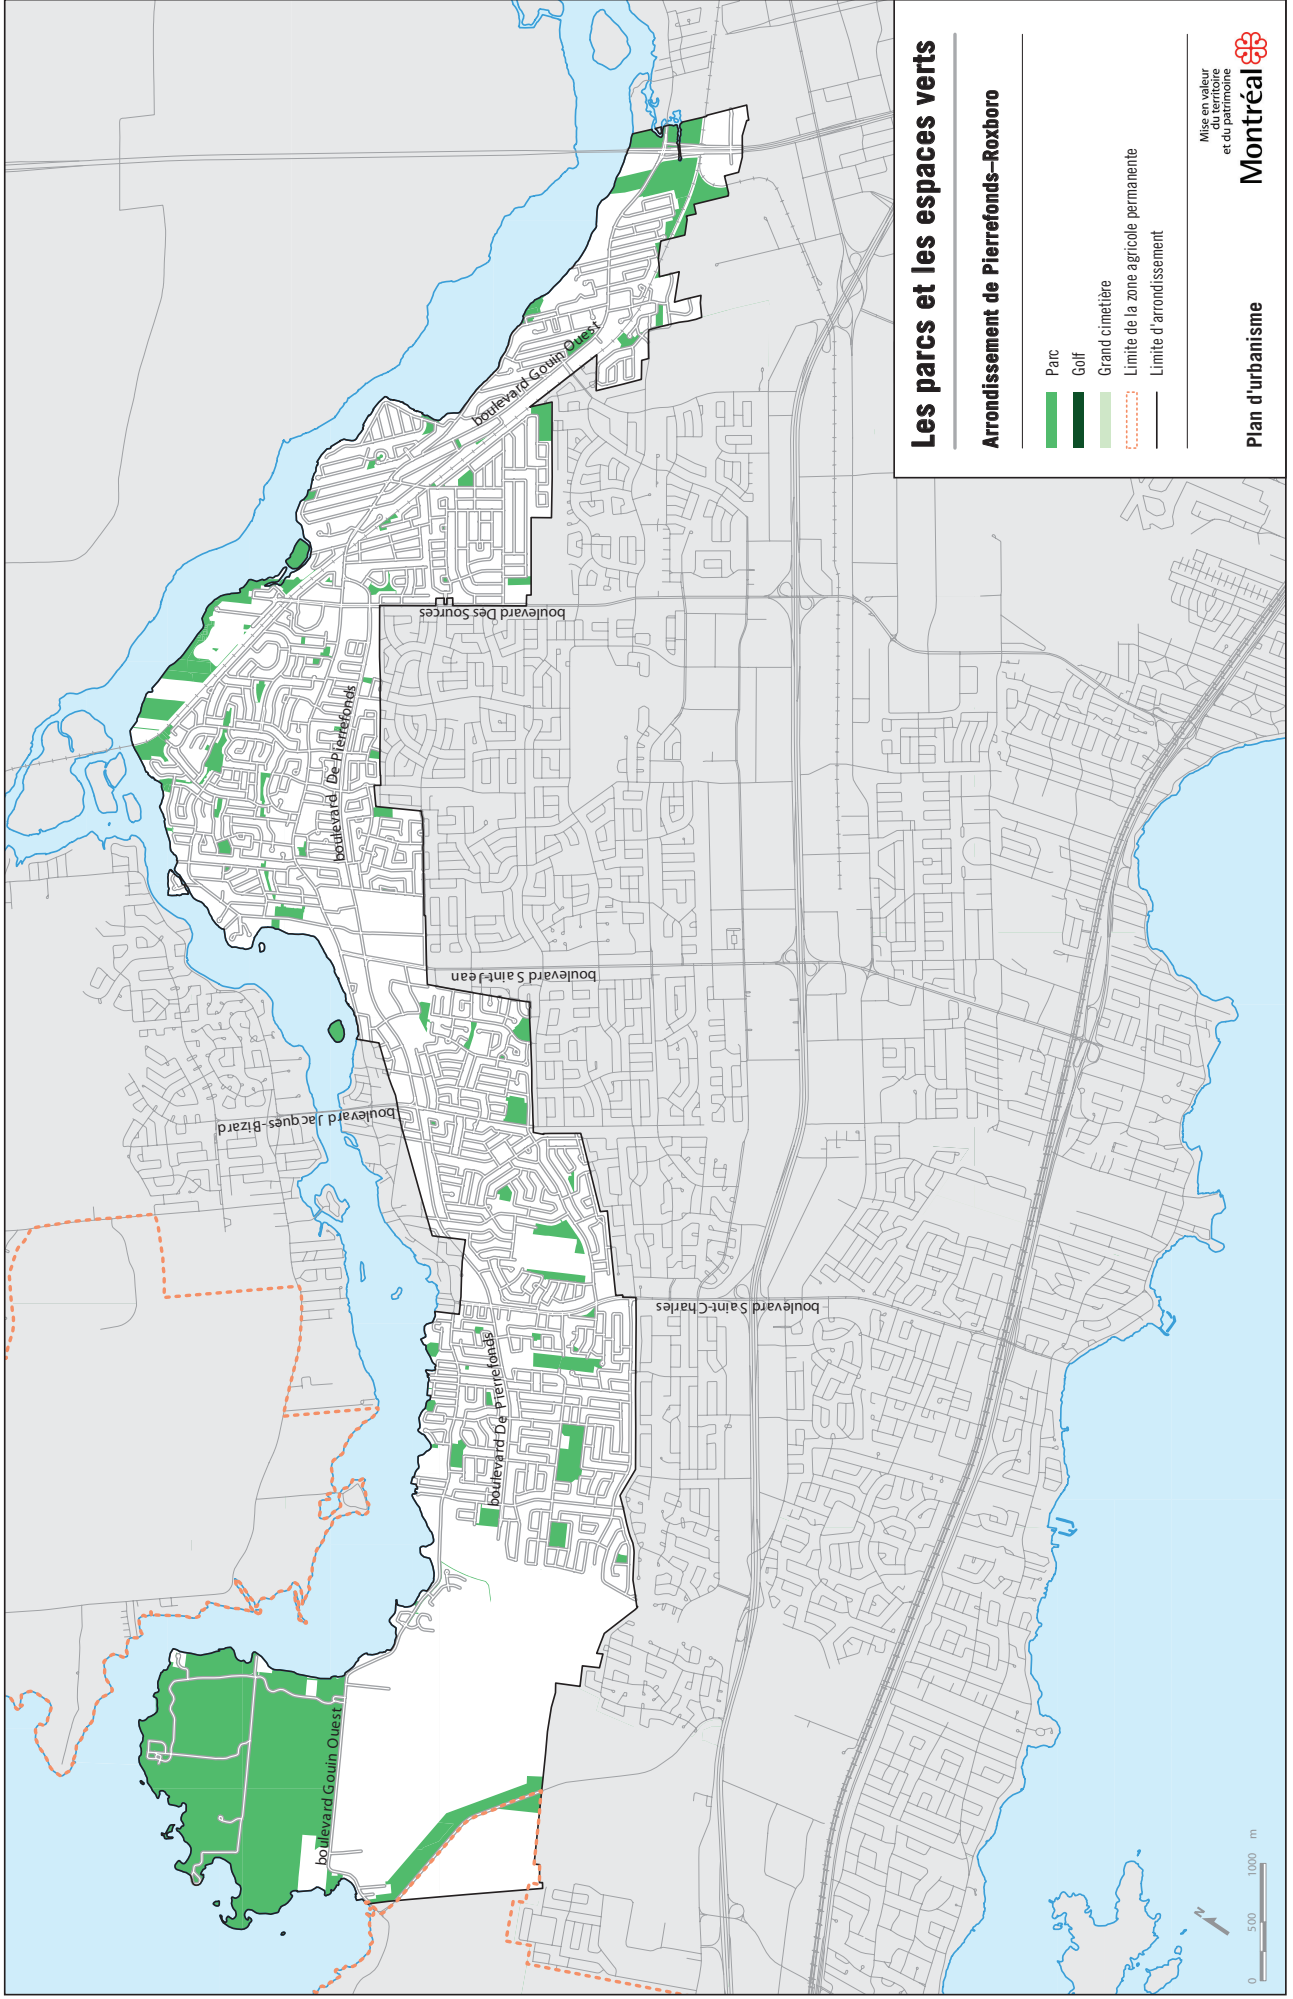 Les parcs et les espaces verts
Arrondissement de Pierrefonds–Roxboro
Parc
Golf
Grand cimetière
Limite de la zone agricole permanente
Limite d'arrondissement
Plan d'urbanisme
Mise en valeur
du territoire
et du patrimoine
Montréal
boulevard Gouin Ouest
boulevard De Pierrefonds
boulevard Saint-Charles
boulevard Jacques-Bizard
boulevard Saint-Jean
boulevard De Pierrefonds
boulevard Des Sources
boulevard Gouin Ouest
N
0 500 1000 m